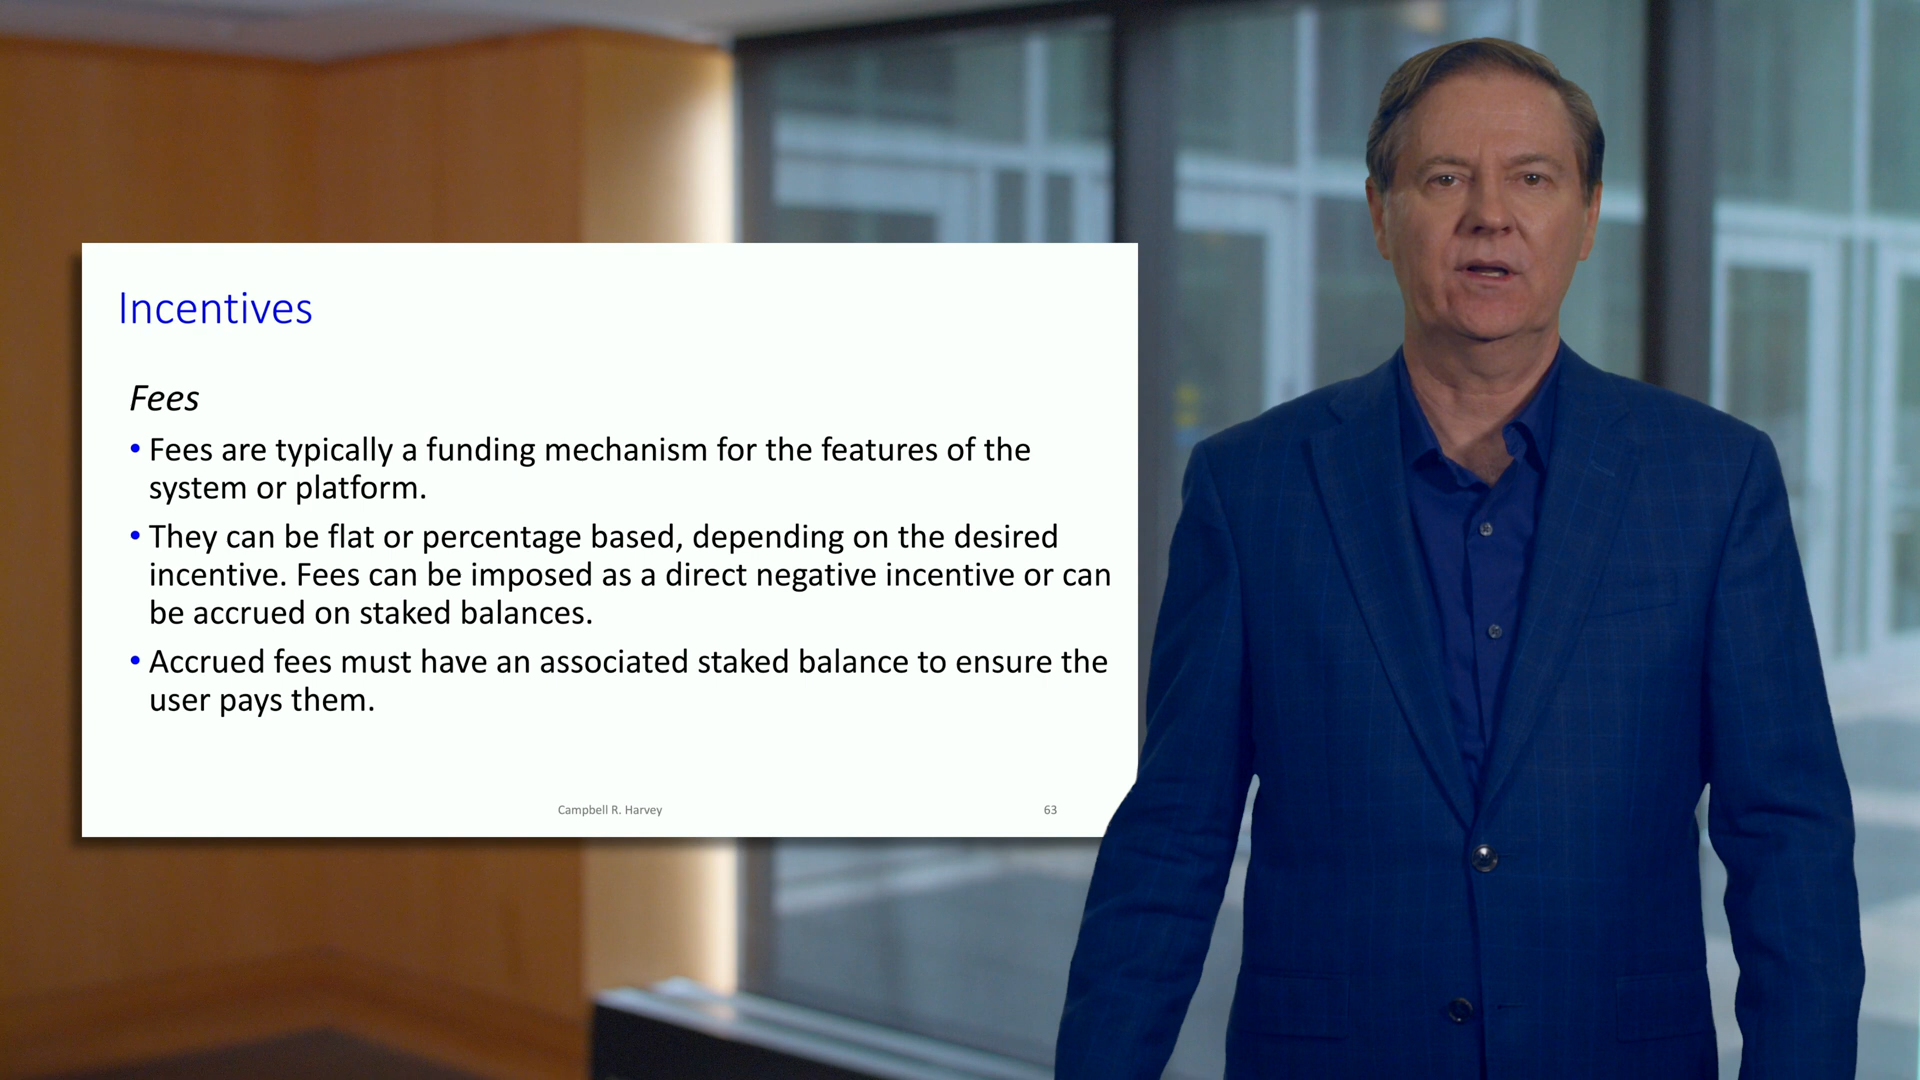 Incentives
Fees
• Fees are typically a funding mechanism for the features of the
system or platform.
• They can be flat or percentage based, depending on the desired
incentive. Fees can be imposed as a direct negative incentive or can
be accrued on staked balances.
• Accrued fees must have an associated staked balance to ensure the
user pays them.
Campbell R. Harvey
63